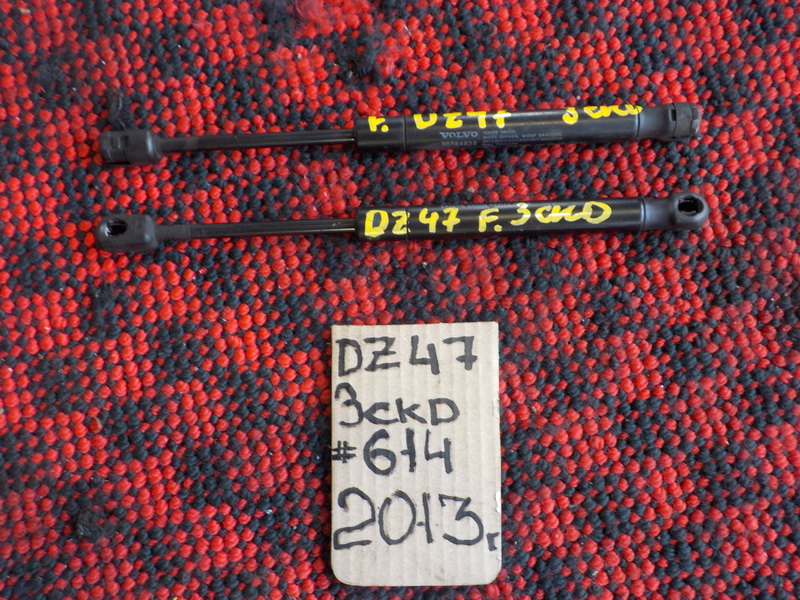 F. DZ47 3CKD
VOLVO
DZ47 F. 3CKD
DZ47
3CKD
#614
2013г.